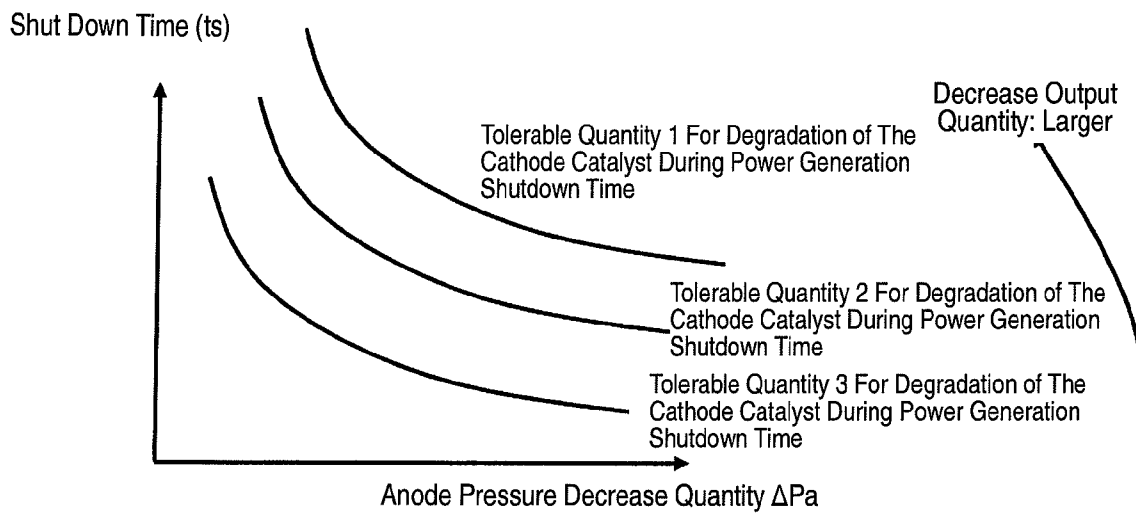 Shut Down Time (ts)
Decrease Output
Quantity: Larger
Tolerable Quantity 1 For Degradation of The
Cathode Catalyst During Power Generation
Shutdown Time
Tolerable Quantity 2 For Degradation of The
Cathode Catalyst During Power Generation
Shutdown Time
Tolerable Quantity 3 For Degradation of The
Cathode Catalyst During Power Generation
Shutdown Time
Anode Pressure Decrease Quantity ΔPa